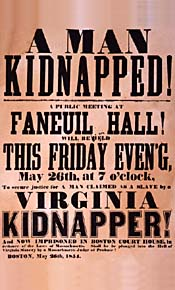 A MAN
KIDNAPPED!
A PUBLIC MEETING AT
FANEUIL HALL!
WILL BE HELD
THIS FRIDAY EVEN'G,
May 26th, at 7 o'clock,
To secure justice for A MAN CLAIMED AS A SLAVE by a
VIRGINIA
KIDNAPPER!
And NOW IMPRISONED IN BOSTON COURT HOUSE, in
defiance of the Laws of Massachusetts. Shall he be plunged into the Hell of
Virginia Slavery by a Massachusetts Judge of Probate!
BOSTON, May 26th, 1854.